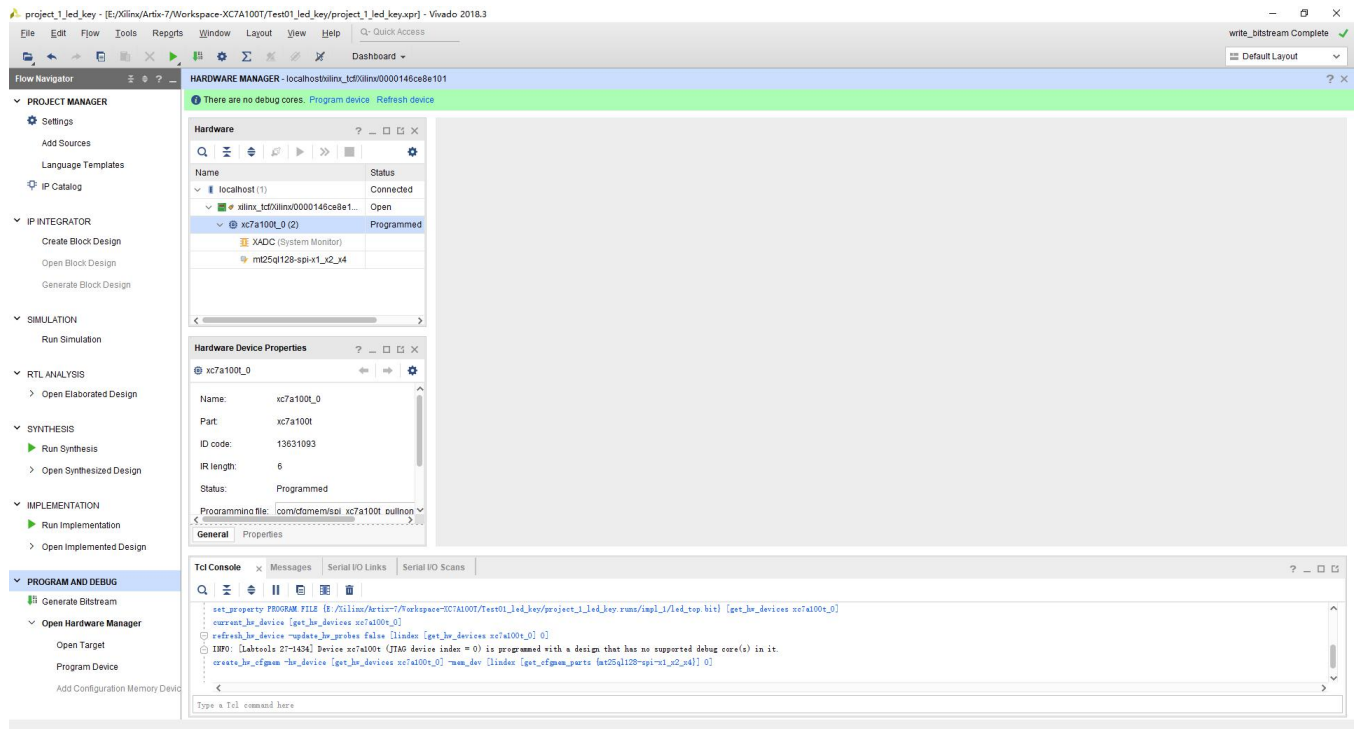 project_1_led_key - [E:/Xilinx/Artix-7/Workspace-XC7A100T/Test01_led_key/project_1_led_key.xpr] - Vivado 2018.3
File Edit Flow Tools Reports Window Layout View Help Q- Quick Access
write_bitstream Complete
Dashboard
Default Layout
Flow Navigator
HARDWARE MANAGER - localhost/xilinx_tcf/Xilinx/0000146ce8e101
There are no debug cores. Program device Refresh device
PROJECT MANAGER
Settings
Add Sources
Language Templates
IP Catalog
IP INTEGRATOR
Create Block Design
Open Block Design
Generate Block Design
SIMULATION
Run Simulation
RTL ANALYSIS
Open Elaborated Design
SYNTHESIS
Run Synthesis
Open Synthesized Design
IMPLEMENTATION
Run Implementation
Open Implemented Design
PROGRAM AND DEBUG
Generate Bitstream
Open Hardware Manager
Open Target
Program Device
Add Configuration Memory Devic
Hardware
Name Status
localhost (1) Connected
xilinx_tcf/Xilinx/0000146ce8e1... Open
xc7a100t_0 (2) Programmed
XADC (System Monitor)
mt25ql128-spi-x1_x2_x4
Hardware Device Properties
xc7a100t_0
Name: xc7a100t_0
Part: xc7a100t
ID code: 13631093
IR length: 6
Status: Programmed
Programming file: com/cfgmem/spi_xc7a100t_pullnon
General Properties
Tcl Console Messages Serial I/O Links Serial I/O Scans
set_property PROGRAM.FILE {E:/Xilinx/Artix-7/Workspace-XC7A100T/Test01_led_key/project_1_led_key.runs/impl_1/led_top.bit} [get_hw_devices xc7a100t_0]
current_hw_device [get_hw_devices xc7a100t_0]
refresh_hw_device -update_hw_probes false [lindex [get_hw_devices xc7a100t_0] 0]
INFO: [Labtools 27-1434] Device xc7a100t (JTAG device index = 0) is programmed with a design that has no supported debug core(s) in it.
create_hw_cfgmem -hw_device [get_hw_devices xc7a100t_0] -mem_dev [lindex [get_cfgmem_parts {mt25ql128-spi-x1_x2_x4}] 0]
Type a Tcl command here